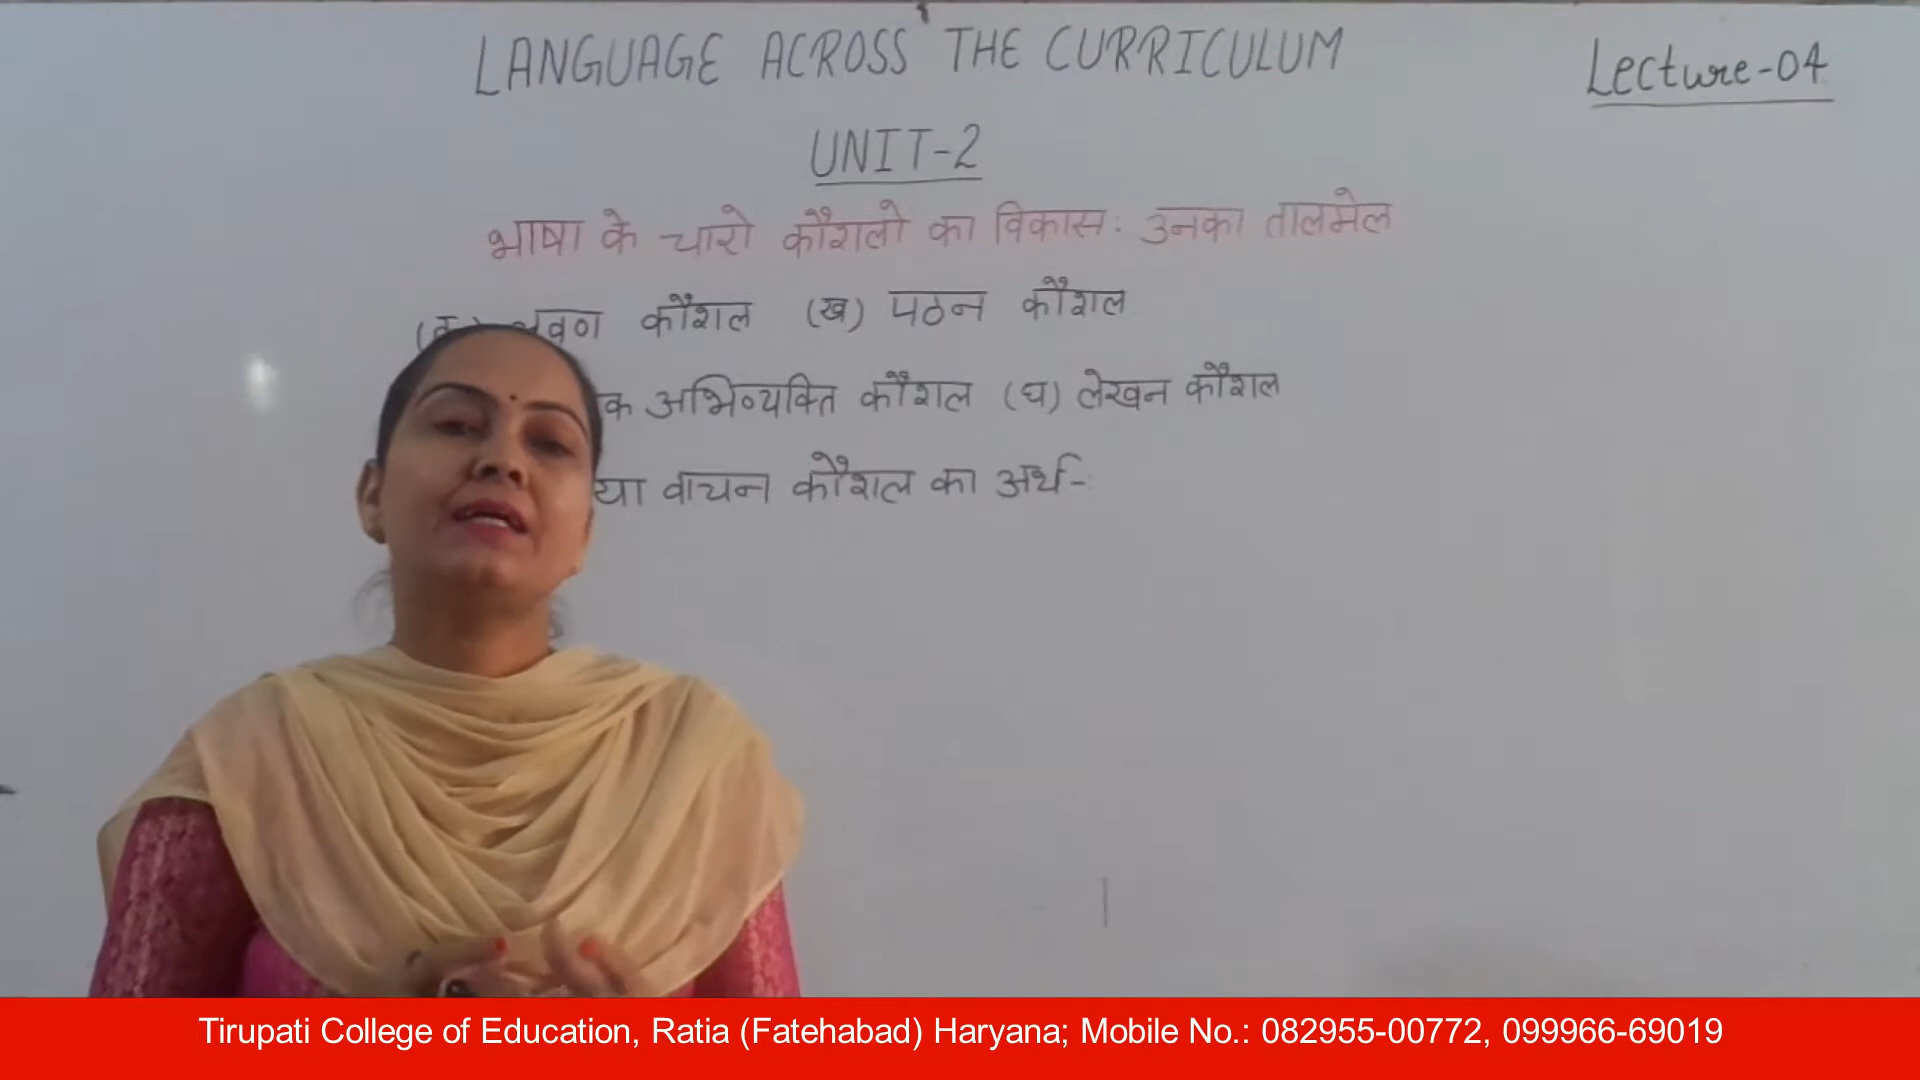 LANGUAGE ACROSS THE CURRICULUM
Lecture-04
UNIT-2
भाषा के चारो कौशलो का विकास: उनका तालमेल
कौशल (ख) पठन कौशल
अभिव्यक्ति कौशल (घ) लेखन कौशल
या वाचन कौशल का अर्थ-
Tirupati College of Education, Ratia (Fatehabad) Haryana; Mobile No.: 082955-00772, 099966-69019